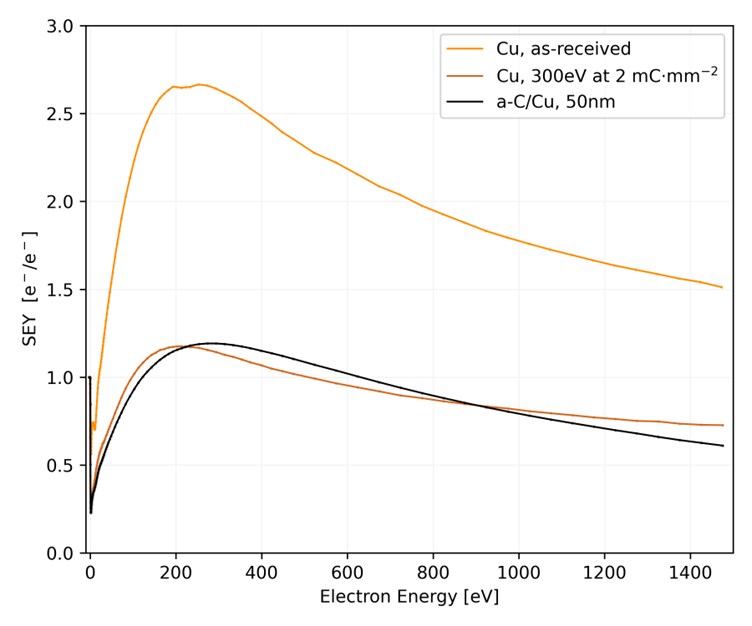 3.0
2.5
2.0
1.5
1.0
0.5
0.0
SEY [e⁻/e⁻]
Cu, as-received
Cu, 300eV at 2 mC·mm⁻²
a-C/Cu, 50nm
0 200 400 600 800 1000 1200 1400
Electron Energy [eV]